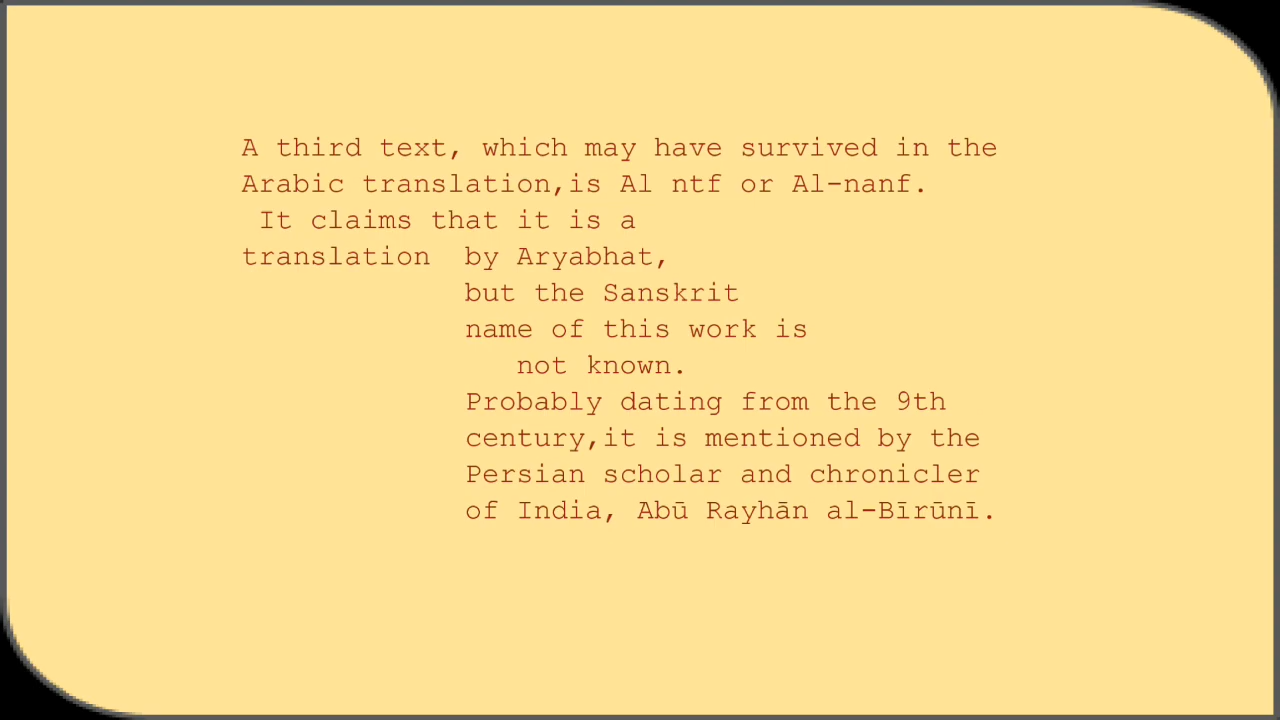 A third text, which may have survived in the
Arabic translation,is Al ntf or Al-nanf.
It claims that it is a
translation  by Aryabhat,
but the Sanskrit
name of this work is
not known.
Probably dating from the 9th
century,it is mentioned by the
Persian scholar and chronicler
of India, Abū Rayhān al-Bīrūnī.